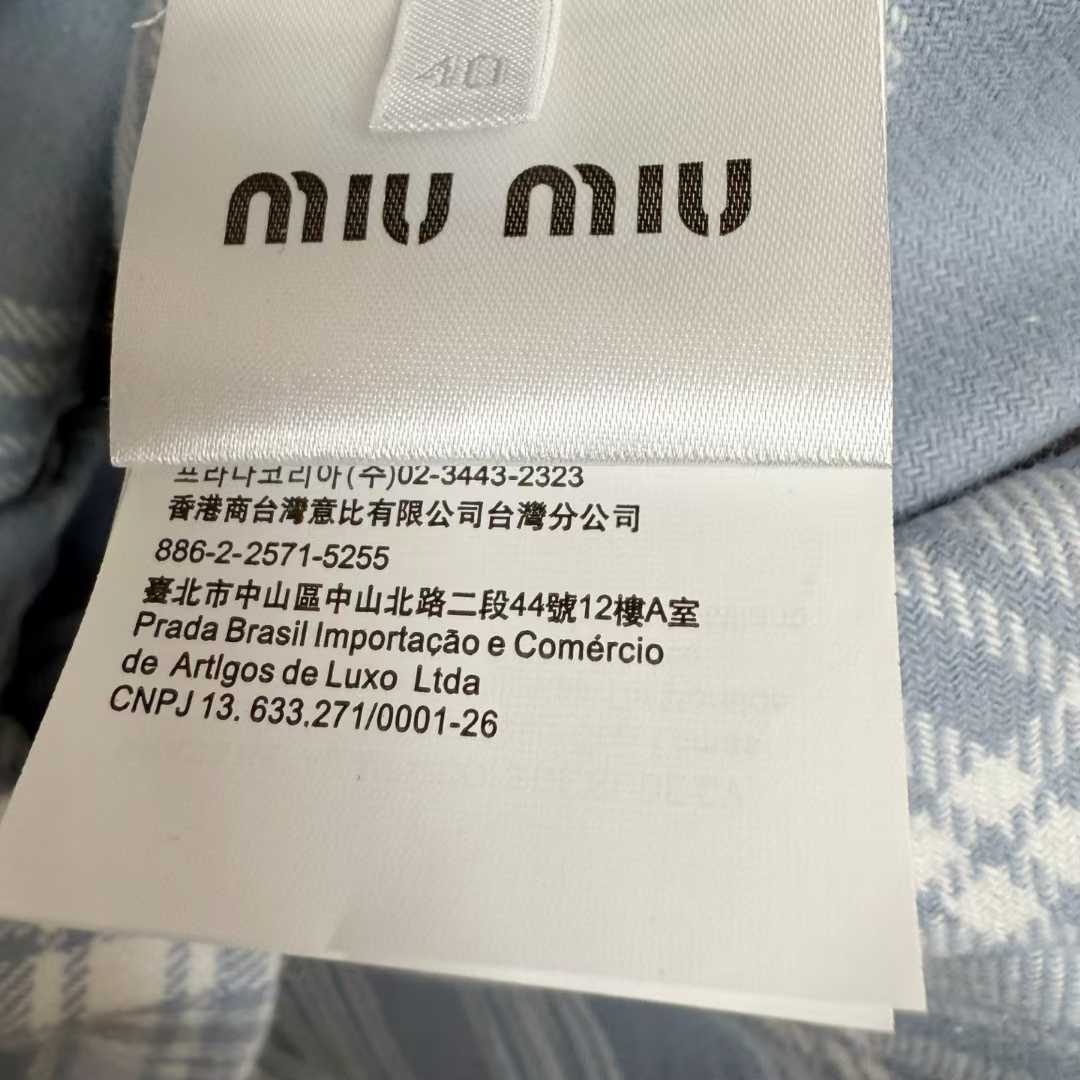 40
miu miu
프라다코리아(주)02-3443-2323
香港商台灣意比有限公司台灣分公司
886-2-2571-5255
臺北市中山區中山北路二段44號12樓A室
Prada Brasil Importação e Comércio
de Artlgos de Luxo Ltda
CNPJ 13. 633.271/0001-26